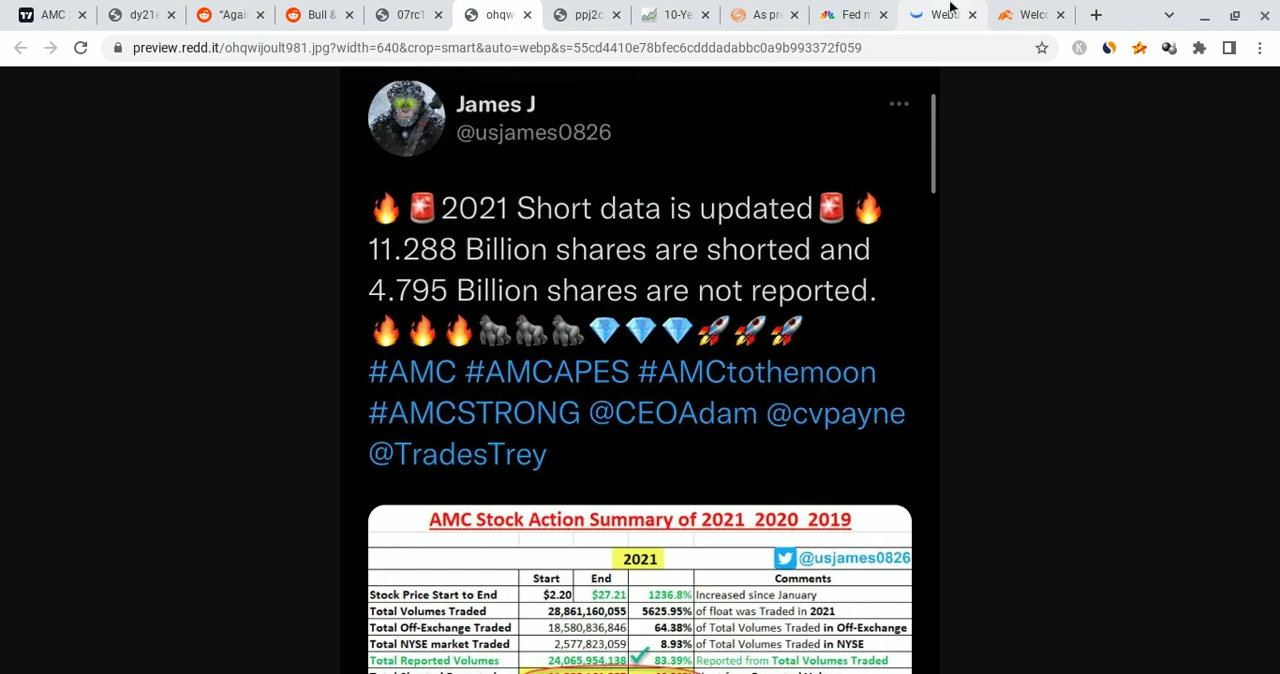 AMC
dy21e
"Agai
Bull &
07rc1
ohqw
ppj2c
10-Ye
As pr
Fed m
Webu
Welc
preview.redd.it/ohqwijoult981.jpg?width=640&crop=smart&auto=webp&s=55cd4410e78bfec6cdddadabbc0a9b993372f059
James J
@usjames0826
🔥🚨2021 Short data is updated🚨🔥
11.288 Billion shares are shorted and
4.795 Billion shares are not reported.
🔥🔥🔥🦍🦍🦍💎💎💎🚀🚀🚀
#AMC #AMCAPES #AMCtothemoon
#AMCSTRONG @CEOAdam @cvpayne
@TradesTrey
AMC Stock Action Summary of 2021 2020 2019
2021 @usjames0826
Start End Comments
Stock Price Start to End $2.20 $27.21 1236.8% Increased since January
Total Volumes Traded 28,861,160,055 5625.95% of float was Traded in 2021
Total Off-Exchange Traded 18,580,836,846 64.38% of Total Volumes Traded in Off-Exchange
Total NYSE market Traded 2,577,823,059 8.93% of Total Volumes Traded in NYSE
Total Reported Volumes 24,065,954,138 83.39% Reported from Total Volumes Traded